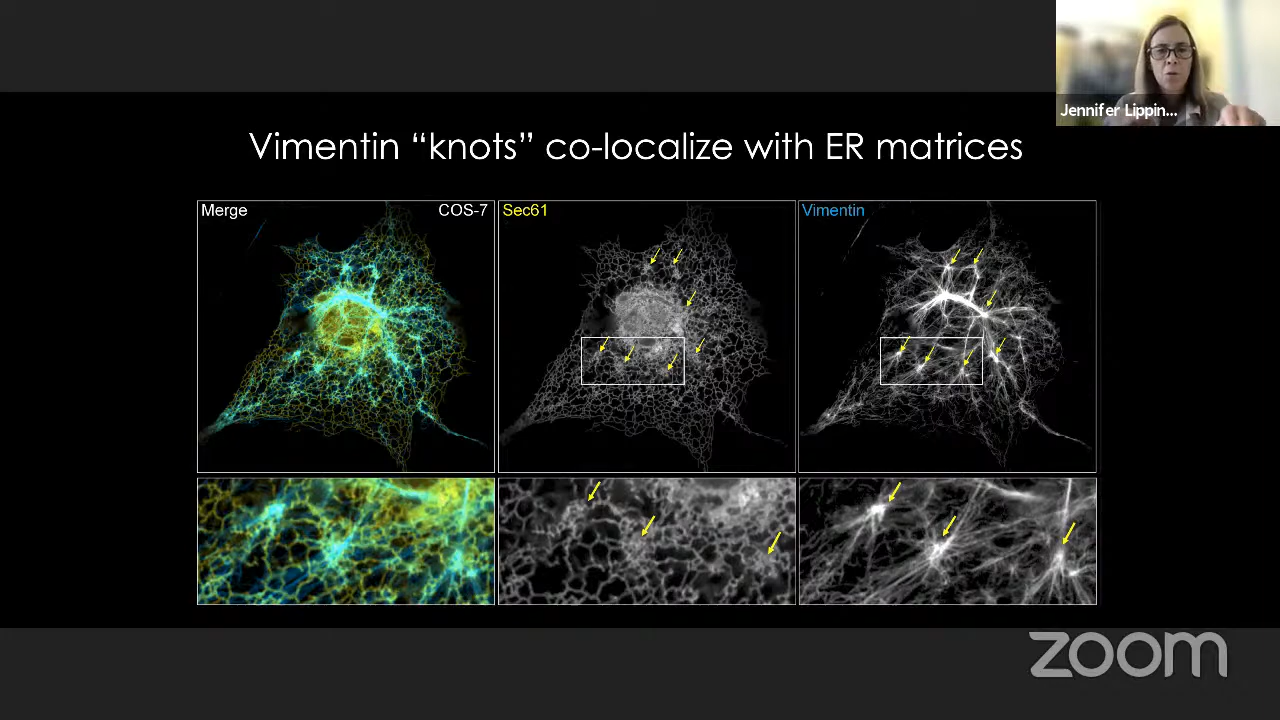 Jennifer Lippin...
Vimentin “knots” co-localize with ER matrices
Merge
COS-7
Sec61
Vimentin
zoom